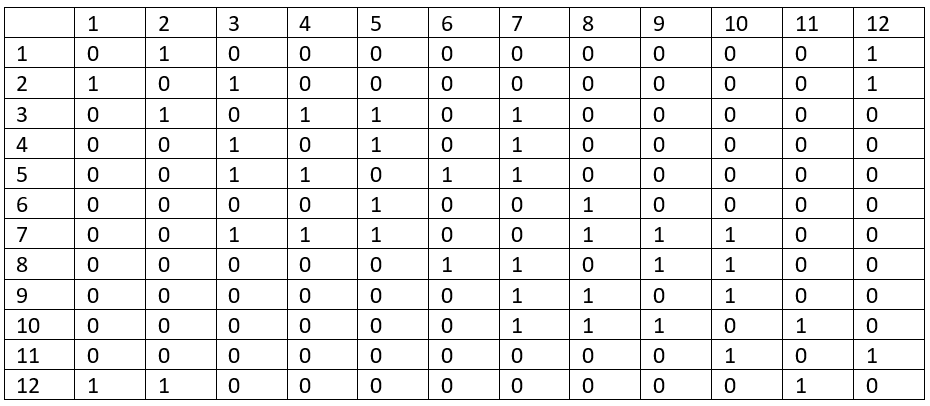 1 2 3 4 5 6 7 8 9 10 11 12
1 0 1 0 0 0 0 0 0 0 0 0 1
2 1 0 1 0 0 0 0 0 0 0 0 1
3 0 1 0 1 1 0 1 0 0 0 0 0
4 0 0 1 0 1 0 1 0 0 0 0 0
5 0 0 1 1 0 1 1 0 0 0 0 0
6 0 0 0 0 1 0 0 1 0 0 0 0
7 0 0 1 1 1 0 0 1 1 1 0 0
8 0 0 0 0 0 1 1 0 1 1 0 0
9 0 0 0 0 0 0 1 1 0 1 0 0
10 0 0 0 0 0 0 1 1 1 0 1 0
11 0 0 0 0 0 0 0 0 0 1 0 1
12 1 1 0 0 0 0 0 0 0 0 1 0